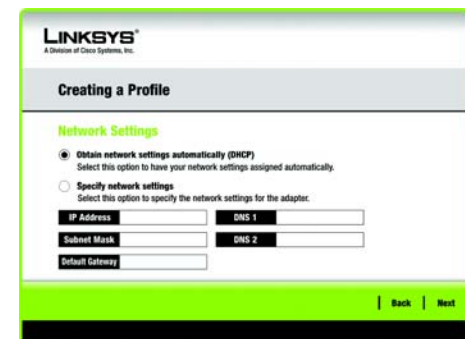 LINKSYS®
A Division of Cisco Systems, Inc.
Creating a Profile
Network Settings
Obtain network settings automatically (DHCP)
Select this option to have your network settings assigned automatically.
Specify network settings
Select this option to specify the network settings for the adapter.
IP Address DNS 1
Subnet Mask DNS 2
Default Gateway
Back Next